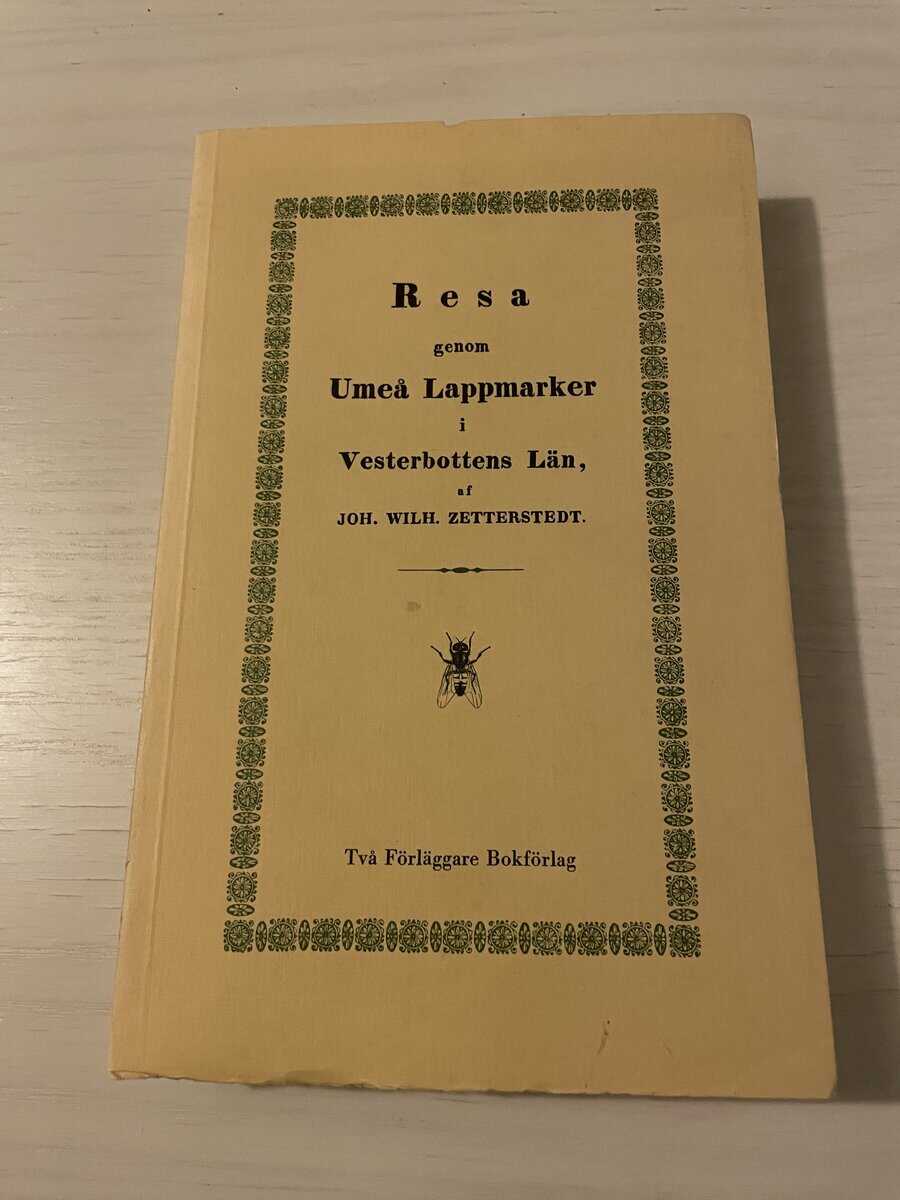 Resa
genom
Umeå Lappmarker
i
Vesterbottens Län,
af
JOH. WILH. ZETTERSTEDT.
Två Förläggare Bokförlag